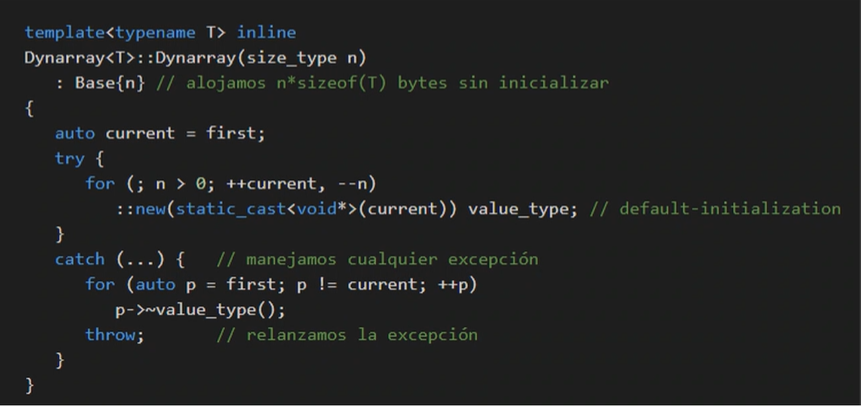 template<typename T> inline
Dynarray<T>::Dynarray(size_type n)
   : Base{n} // alojamos n*sizeof(T) bytes sin inicializar
{
   auto current = first;
   try {
      for (; n > 0; ++current, --n)
         ::new(static_cast<void*>(current)) value_type; // default-initialization
   }
   catch (...) {   // manejamos cualquier excepción
      for (auto p = first; p != current; ++p)
         p->~value_type();
      throw;       // relanzamos la excepción
   }
}